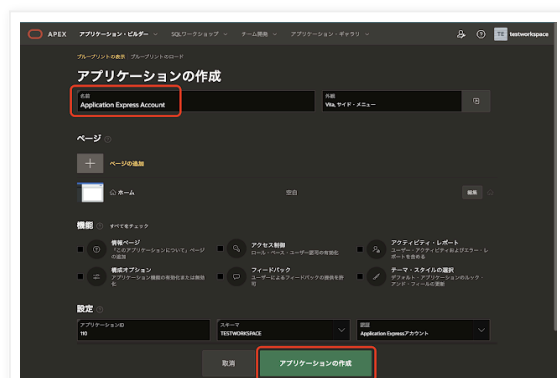 APEX アプリケーション・ビルダー SQLワークショップ チーム開発 アプリケーション・ギャラリ TE testworkspace
ブループリントの表示 ブループリントのロード
アプリケーションの作成
名前
Application Express Account
外観
Vita, サイド・メニュー
ページ
ページの追加
ホーム 空白 編集
機能 すべてをチェック
情報ページ
「このアプリケーションについて」ページの追加
アクセス制御
ロール・ベース・ユーザー認可の有効化
アクティビティ・レポート
ユーザー・アクティビティおよびエラー・レポートを含める
構成オプション
アプリケーション機能の有効化または無効化
フィードバック
ユーザーによるフィードバックの提供を許可
テーマ・スタイルの選択
デフォルト・アプリケーションのルック・アンド・フィールの更新
設定
アプリケーションID
110
スキーマ
TESTWORKSPACE
認証
Application Expressアカウント
取消 アプリケーションの作成